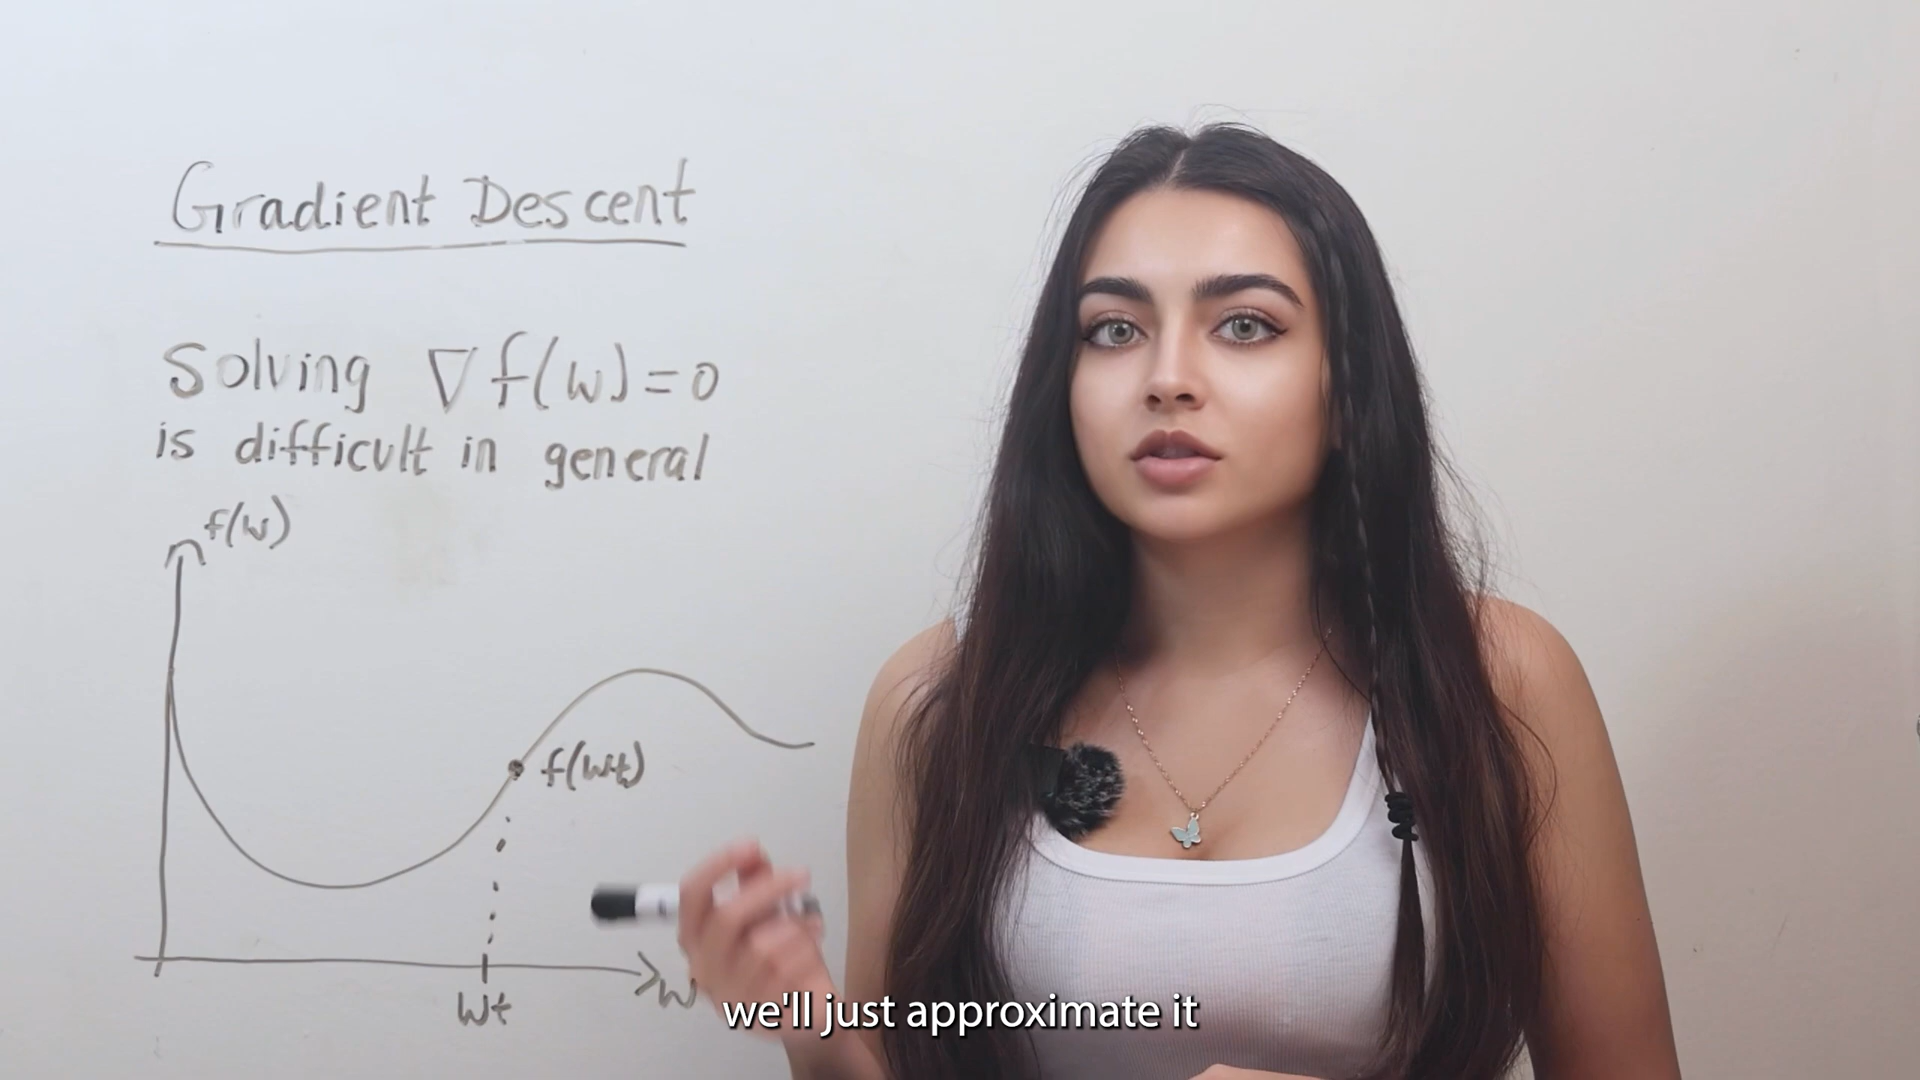 Gradient Descent
Solving ∇f(w)=0
is difficult in general
f(w)
f(wt)
w
wt
we'll just approximate it